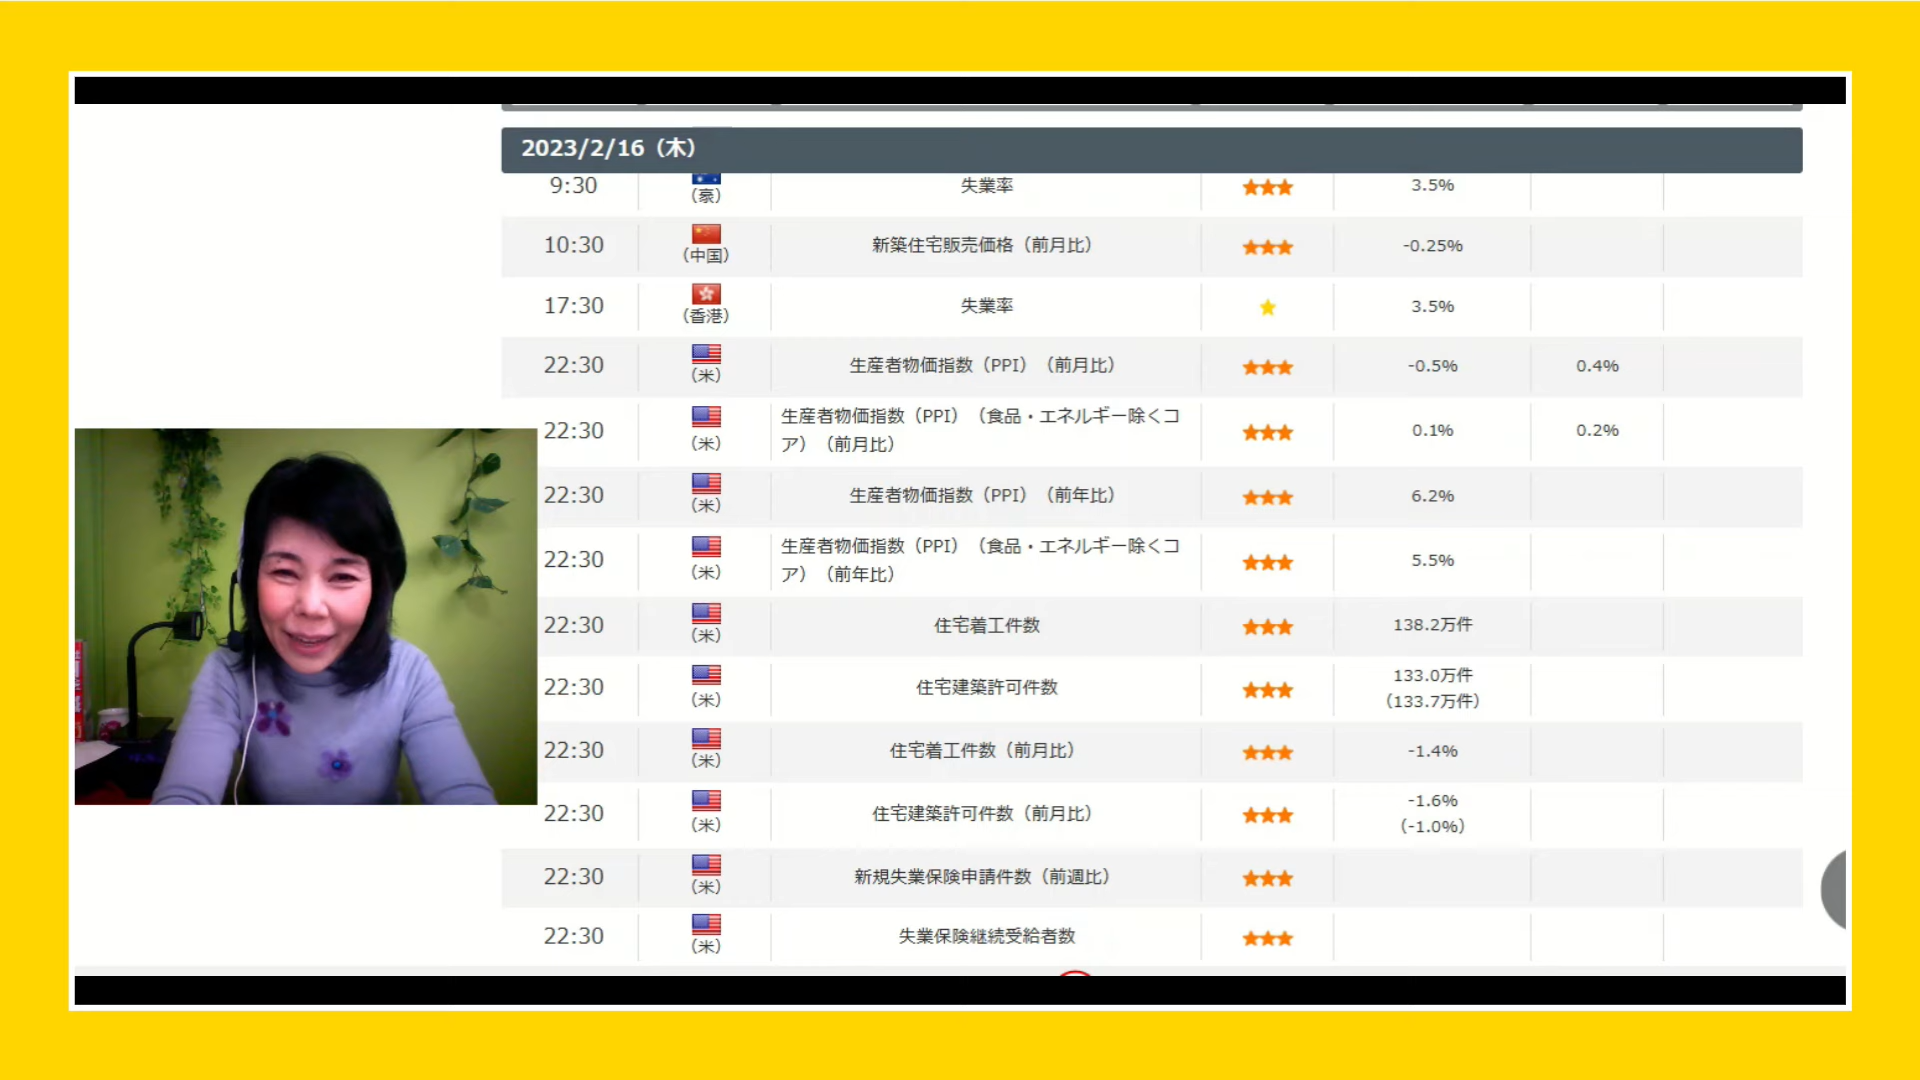 2023/2/16（木）
9:30 （豪） 失業率 ★★★ 3.5%
10:30 （中国） 新築住宅販売価格（前月比） ★★★ -0.25%
17:30 （香港） 失業率 ★ 3.5%
22:30 （米） 生産者物価指数（PPI）（前月比） ★★★ -0.5% 0.4%
22:30 （米） 生産者物価指数（PPI）（食品・エネルギー除くコ ★★★ 0.1% 0.2%
ア）（前月比）
22:30 （米） 生産者物価指数（PPI）（前年比） ★★★ 6.2%
22:30 （米） 生産者物価指数（PPI）（食品・エネルギー除くコ ★★★ 5.5%
ア）（前年比）
22:30 （米） 住宅着工件数 ★★★ 138.2万件
22:30 （米） 住宅建築許可件数 ★★★ 133.0万件
（133.7万件）
22:30 （米） 住宅着工件数（前月比） ★★★ -1.4%
22:30 （米） 住宅建築許可件数（前月比） ★★★ -1.6%
（-1.0%）
22:30 （米） 新規失業保険申請件数（前週比） ★★★
22:30 （米） 失業保険継続受給者数 ★★★